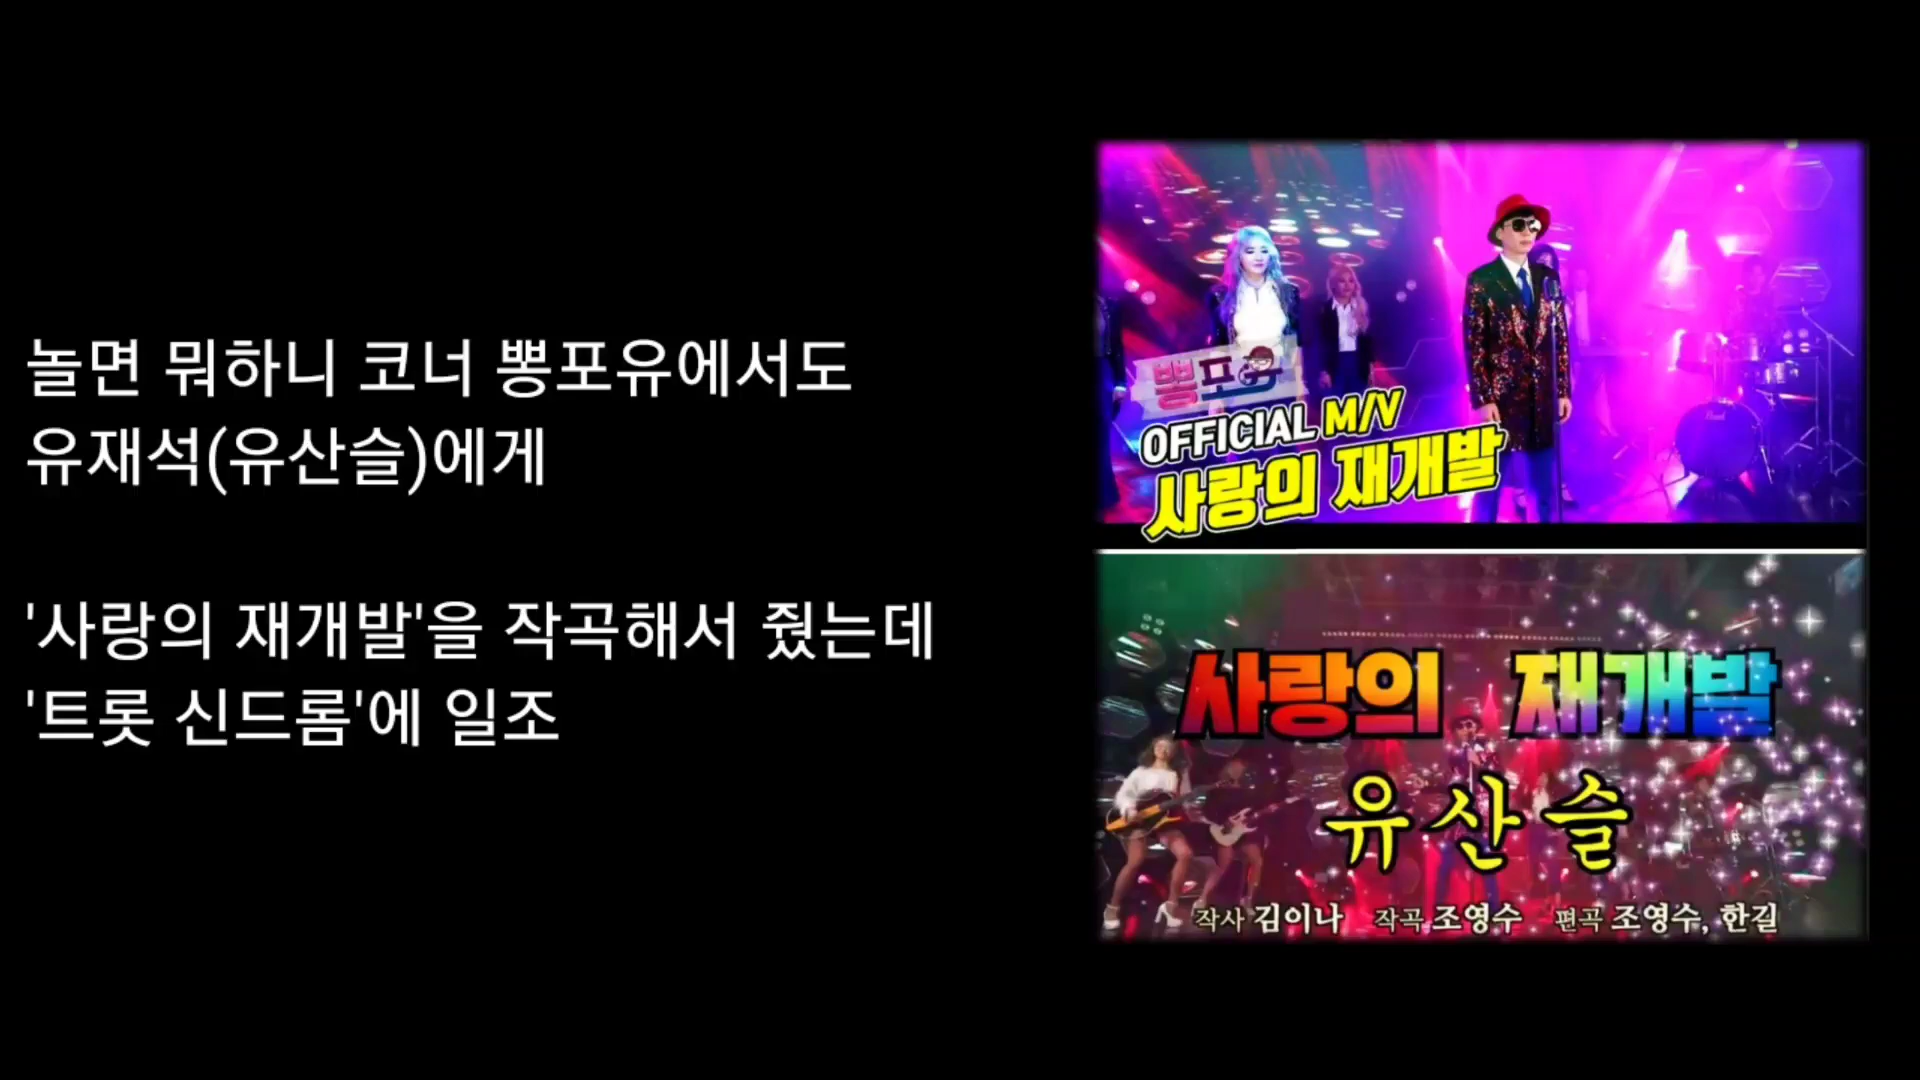 놀면 뭐하니 코너 뽕포유에서도
유재석(유산슬)에게
'사랑의 재개발'을 작곡해서 줬는데
'트롯 신드롬'에 일조
뽕포유
OFFICIAL M/V
사랑의 재개발
사랑의 재개발
유산슬
작사 김이나 작곡 조영수 편곡 조영수, 한길